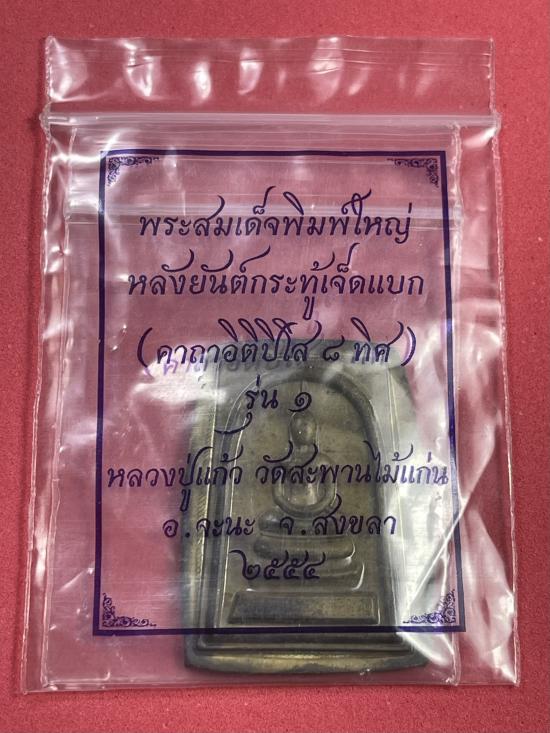 พระสมเด็จพิมพ์ใหญ่
หลังยันต์กระทู้เจ็ดแบก
(คาถาอิติปิโส ๘ ทิศ)
รุ่น ๑
หลวงปู่แก้ว วัดสะพานไม้แก่น
อ.จะนะ จ.สงขลา
๒๕๕๔